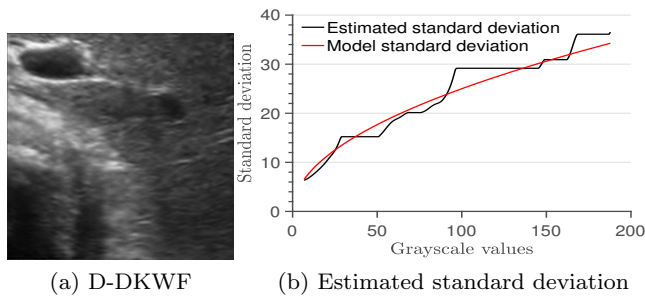 40
30
20
10
0
Standard deviation
Estimated standard deviation
Model standard deviation
0 50 100 150 200
Grayscale values
(a) D-DKWF
(b) Estimated standard deviation